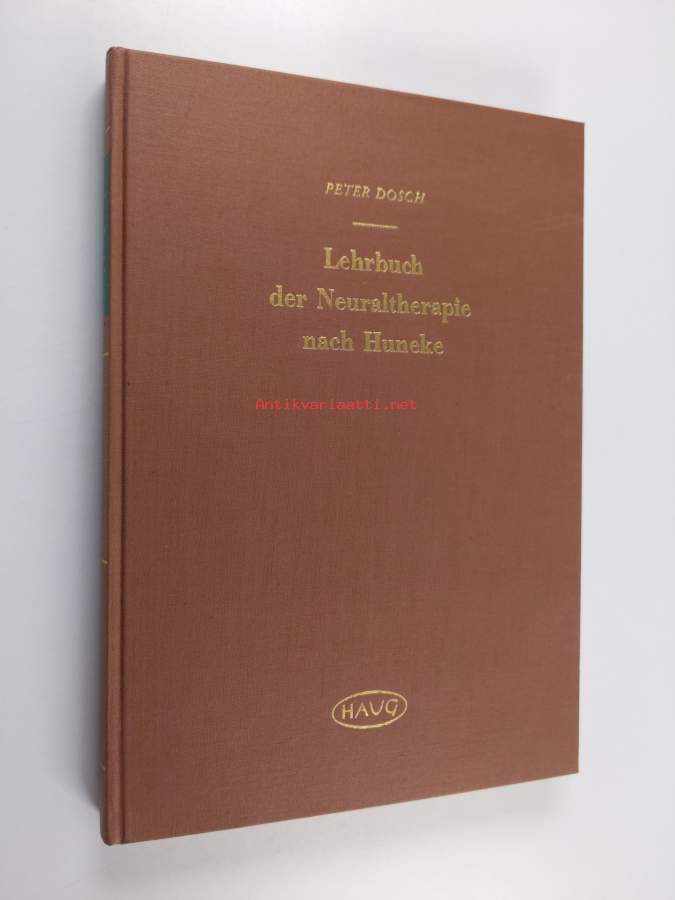 PETER DOSCH
Lehrbuch
der Neuraltherapie
nach Huneke
Antikvariaatti.net
HAUG